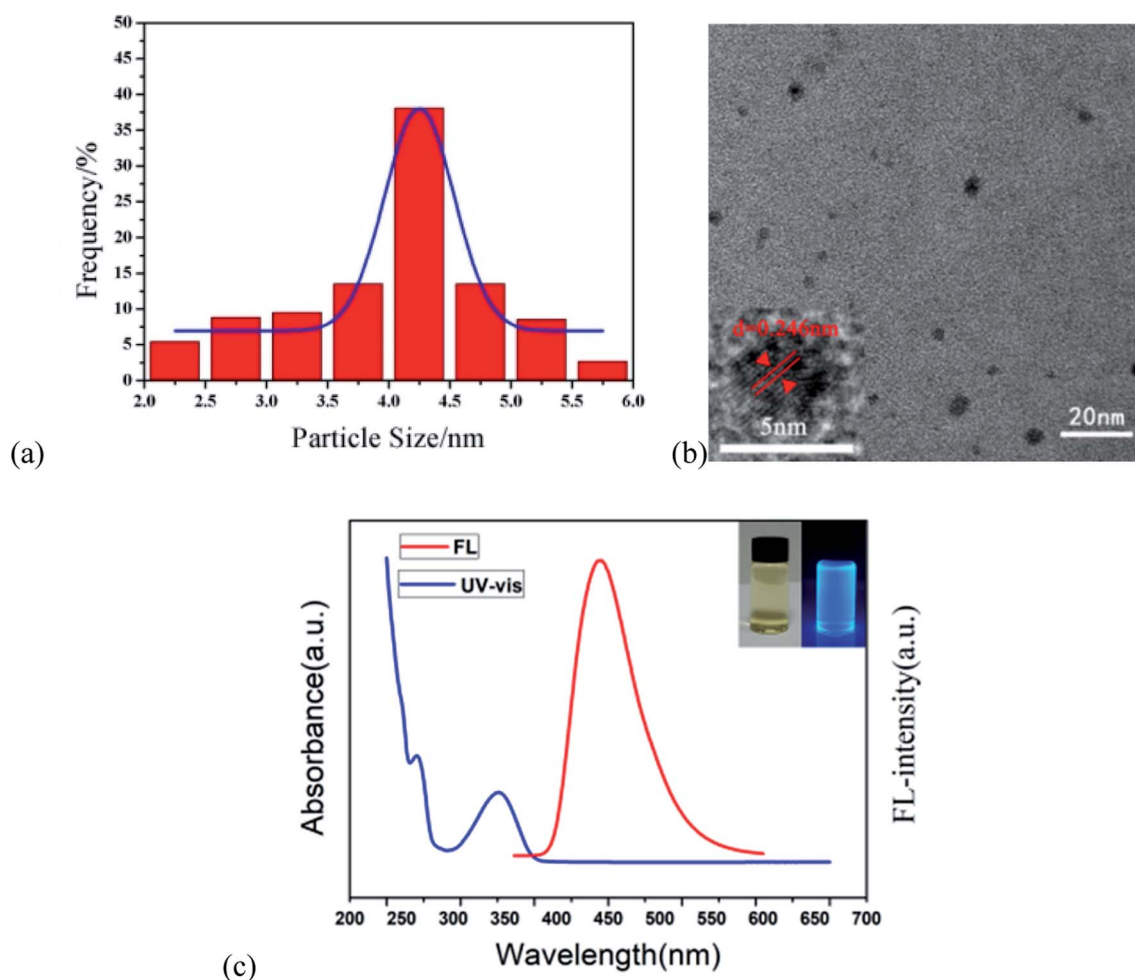 50
45
40
35
30
25
20
15
10
5
0
Frequency/%
2.0 2.5 3.0 3.5 4.0 4.5 5.0 5.5 6.0
Particle Size/nm
(a)
d=0.246nm
5nm
20nm
(b)
FL
UV-vis
Absorbance(a.u.)
FL-intensity(a.u.)
200 250 300 350 400 450 500 550 600 650 700
Wavelength(nm)
(c)